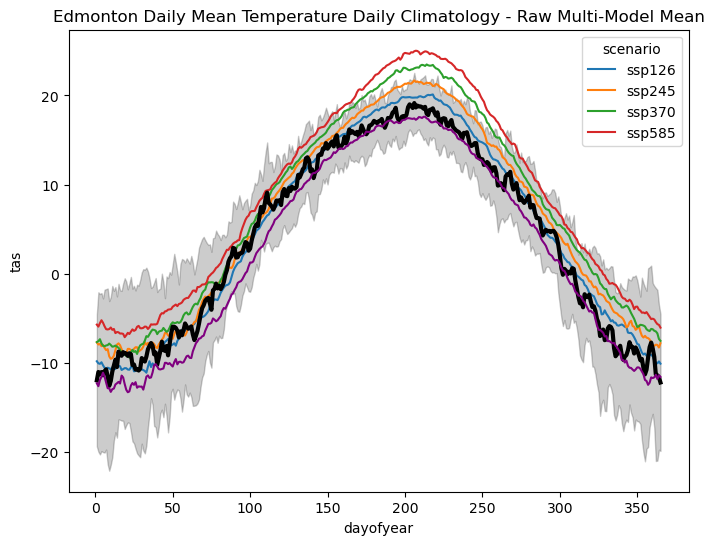 Edmonton Daily Mean Temperature Daily Climatology - Raw Multi-Model Mean
scenario
ssp126
ssp245
ssp370
ssp585
tas
20
10
0
−10
−20
0 50 100 150 200 250 300 350
dayofyear